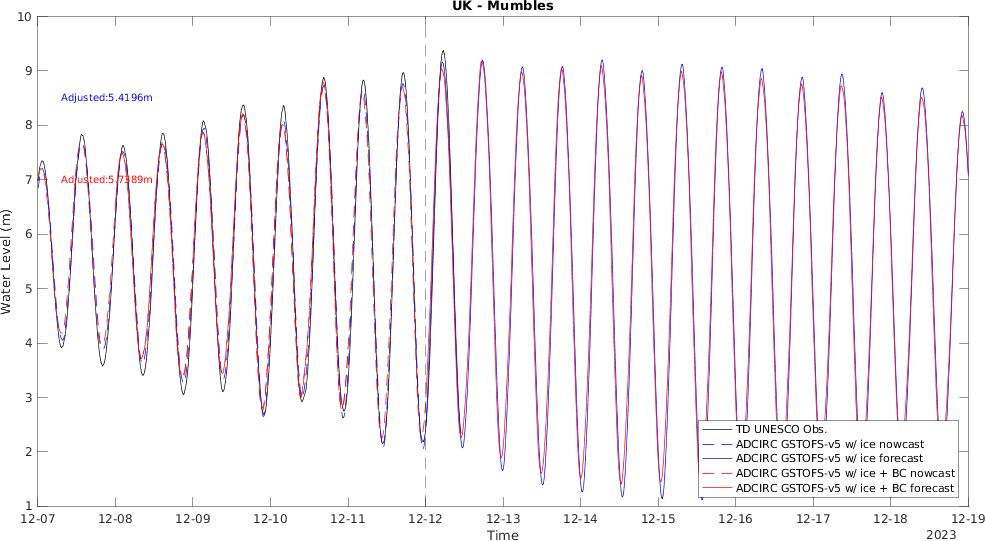 UK - Mumbles
10
9
8
7
6
5
4
3
2
1
Water Level (m)
Adjusted:5.4196m
Adjusted:5.7389m
TD UNESCO Obs.
ADCIRC GSTOFS-v5 w/ ice nowcast
ADCIRC GSTOFS-v5 w/ ice forecast
ADCIRC GSTOFS-v5 w/ ice + BC nowcast
ADCIRC GSTOFS-v5 w/ ice + BC forecast
12-07 12-08 12-09 12-10 12-11 12-12 12-13 12-14 12-15 12-16 12-17 12-18 12-19
Time
2023